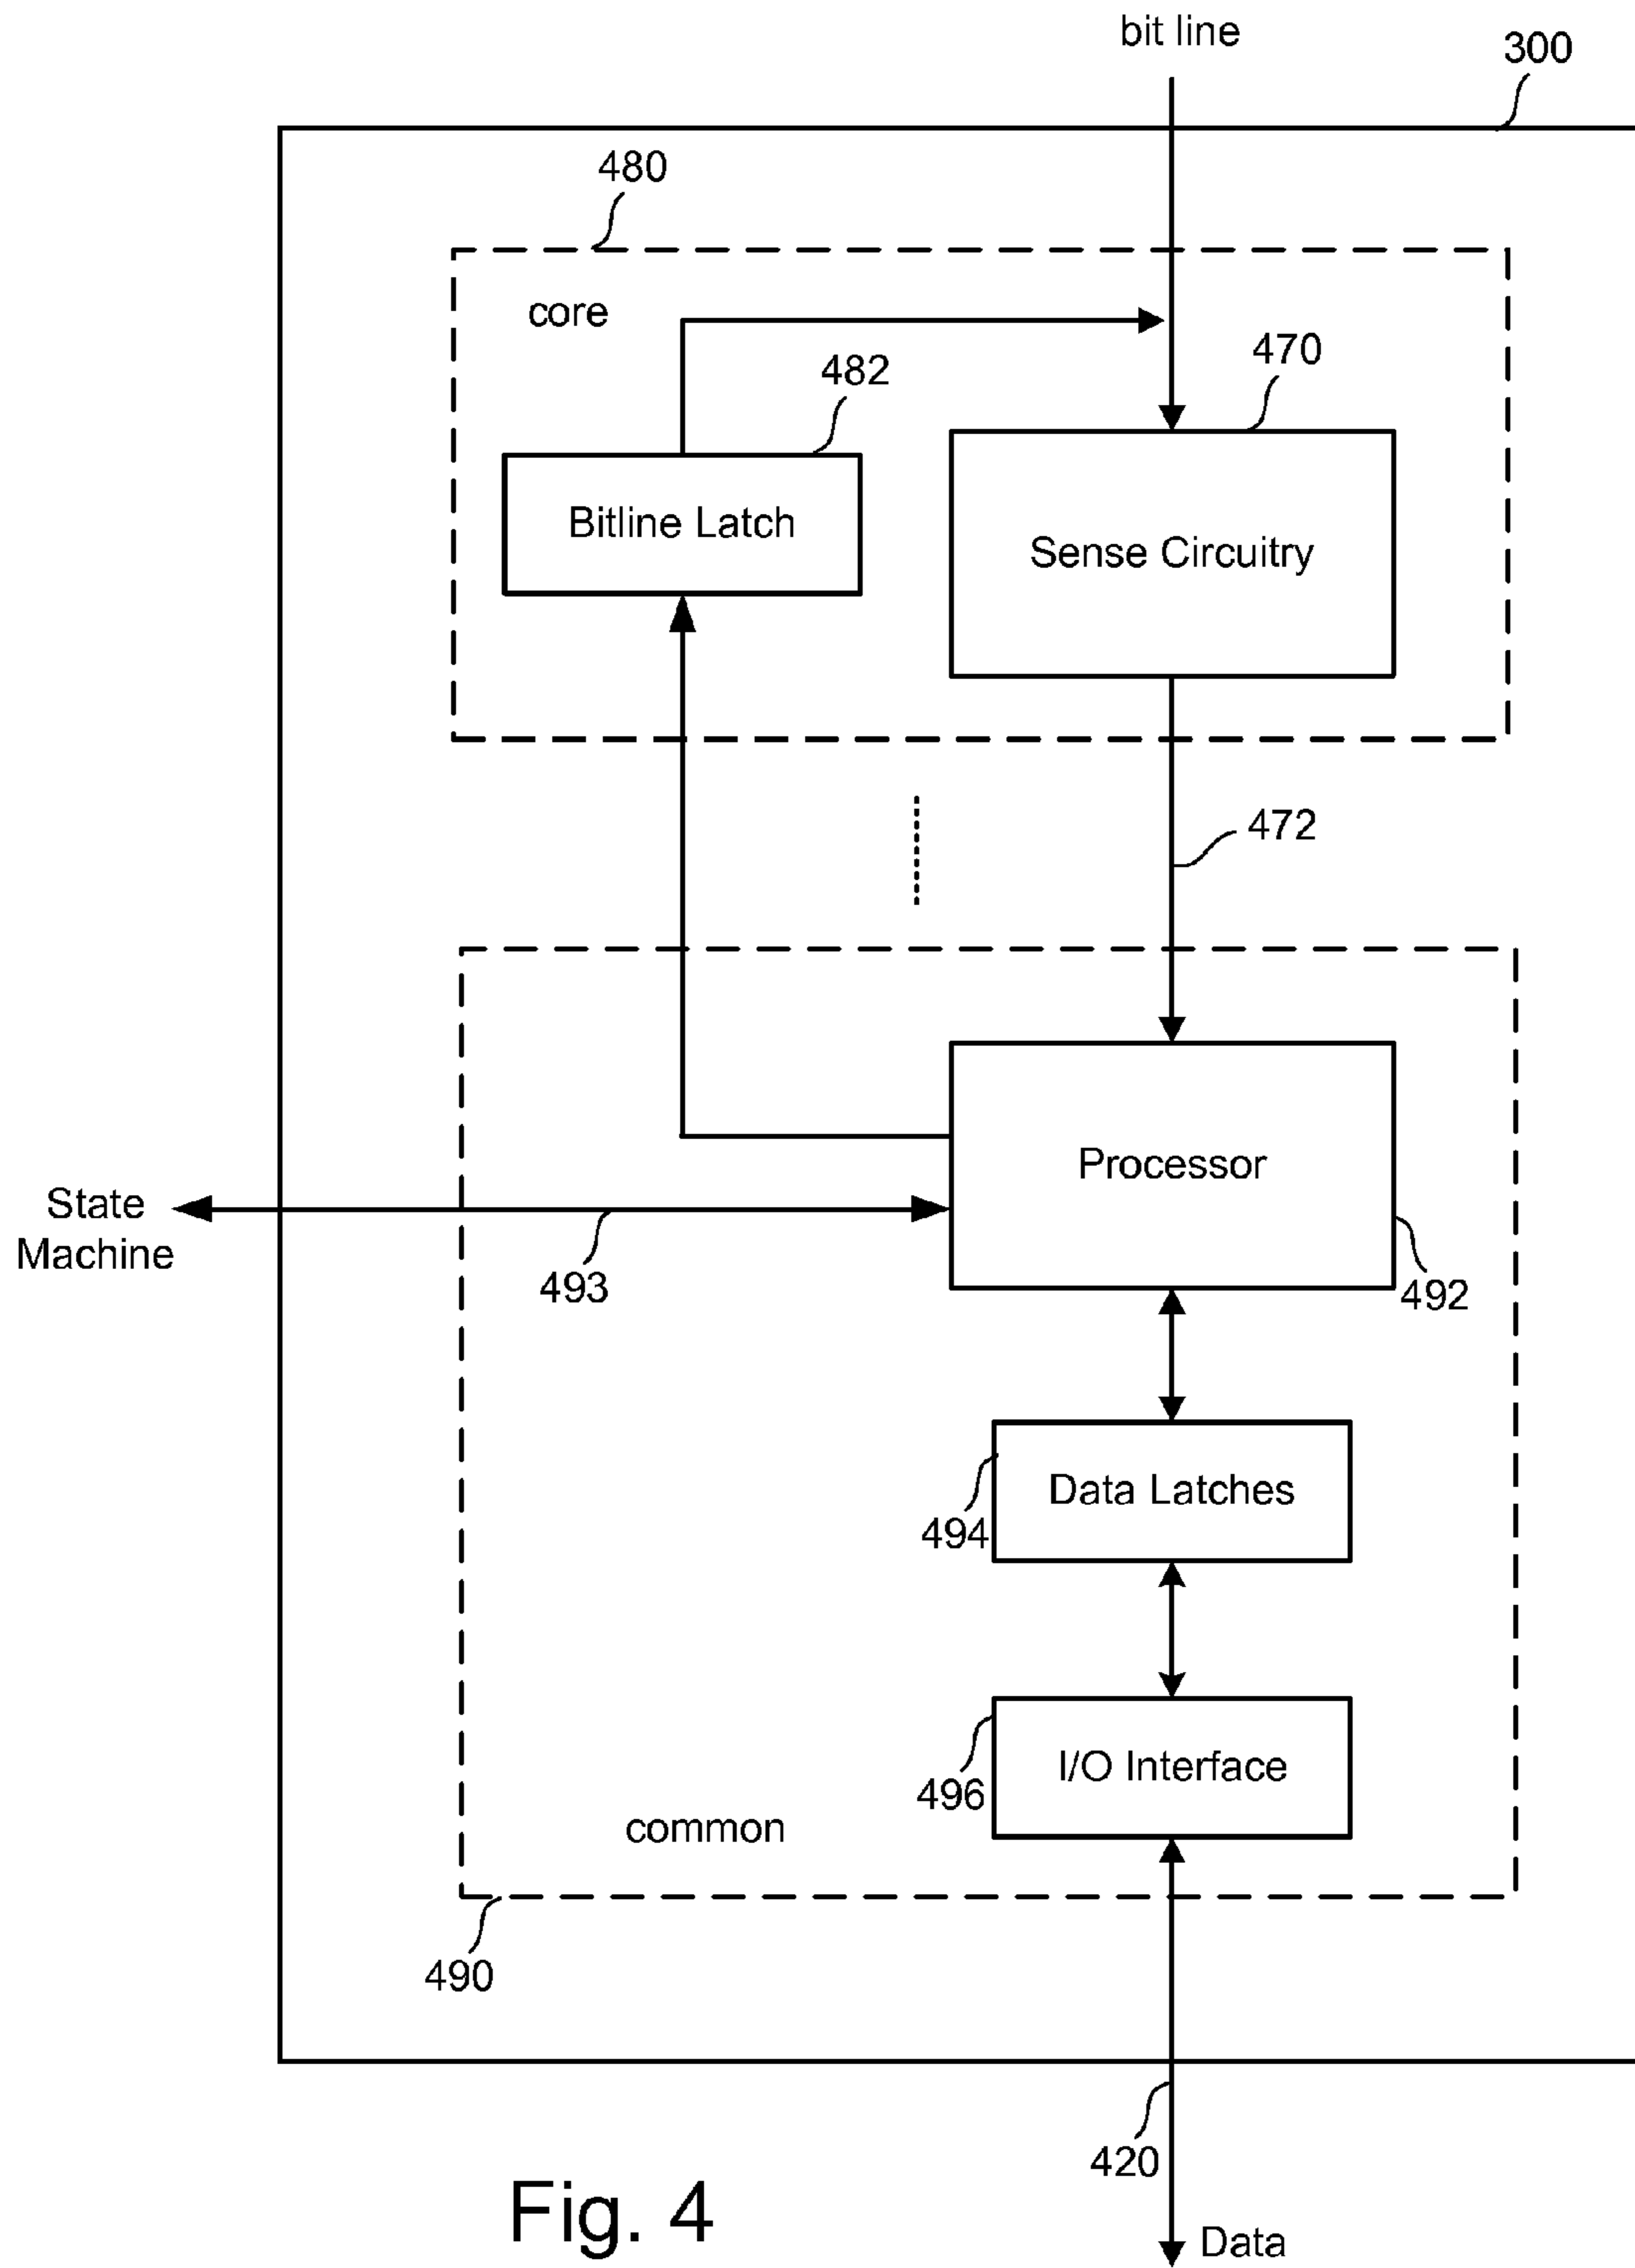 bit line
300
480
core
470
482
Bitline Latch
Sense Circuitry
472
Processor
State
Machine
493
492
Data Latches
494
I/O Interface
496
common
490
420
Fig. 4
Data